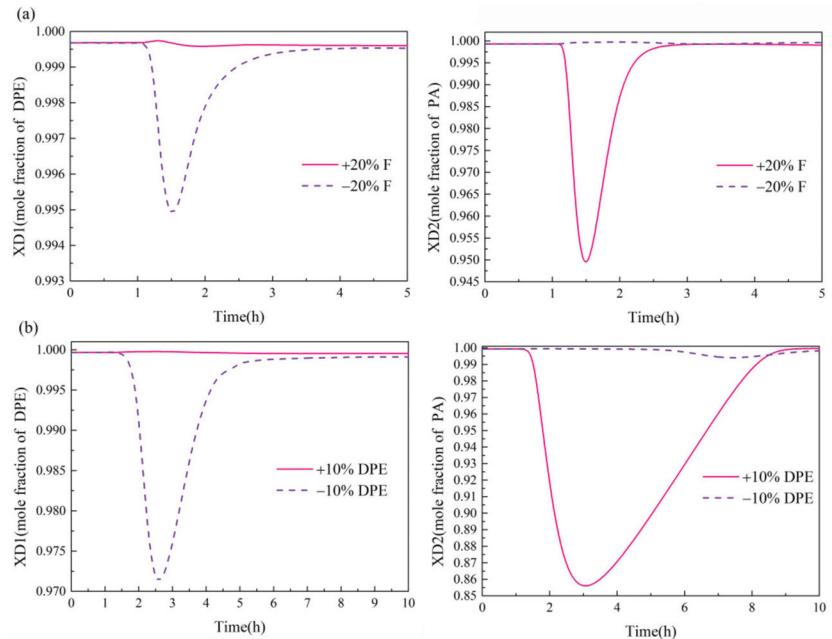 (a)
XD1(mole fraction of DPE)
1.000
0.999
0.998
0.997
0.996
0.995
0.994
0.993
+20% F
−20% F
0 1 2 3 4 5
Time(h)
XD2(mole fraction of PA)
1.000
0.995
0.990
0.985
0.980
0.975
0.970
0.965
0.960
0.955
0.950
0.945
+20% F
−20% F
0 1 2 3 4 5
Time(h)
(b)
XD1(mole fraction of DPE)
1.000
0.995
0.990
0.985
0.980
0.975
0.970
+10% DPE
−10% DPE
0 1 2 3 4 5 6 7 8 9 10
Time(h)
XD2(mole fraction of PA)
1.00
0.99
0.98
0.97
0.96
0.95
0.94
0.93
0.92
0.91
0.90
0.89
0.88
0.87
0.86
0.85
+10% DPE
−10% DPE
0 2 4 6 8 10
Time(h)